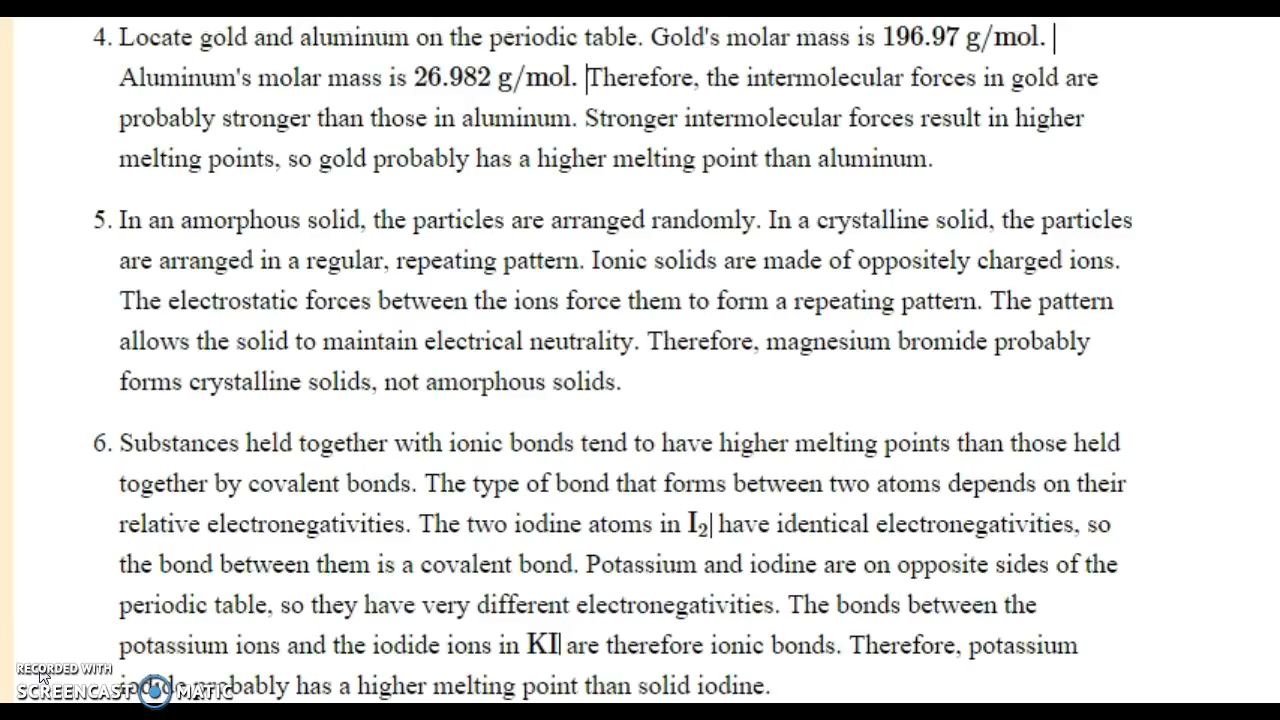 4. Locate gold and aluminum on the periodic table. Gold's molar mass is 196.97 g/mol.
Aluminum's molar mass is 26.982 g/mol. Therefore, the intermolecular forces in gold are
probably stronger than those in aluminum. Stronger intermolecular forces result in higher
melting points, so gold probably has a higher melting point than aluminum.
5. In an amorphous solid, the particles are arranged randomly. In a crystalline solid, the particles
are arranged in a regular, repeating pattern. Ionic solids are made of oppositely charged ions.
The electrostatic forces between the ions force them to form a repeating pattern. The pattern
allows the solid to maintain electrical neutrality. Therefore, magnesium bromide probably
forms crystalline solids, not amorphous solids.
6. Substances held together with ionic bonds tend to have higher melting points than those held
together by covalent bonds. The type of bond that forms between two atoms depends on their
relative electronegativities. The two iodine atoms in I₂ have identical electronegativities, so
the bond between them is a covalent bond. Potassium and iodine are on opposite sides of the
periodic table, so they have very different electronegativities. The bonds between the
potassium ions and the iodide ions in KI are therefore ionic bonds. Therefore, potassium
iodide probably has a higher melting point than solid iodine.
RECORDED WITH
SCREENCAST MATIC